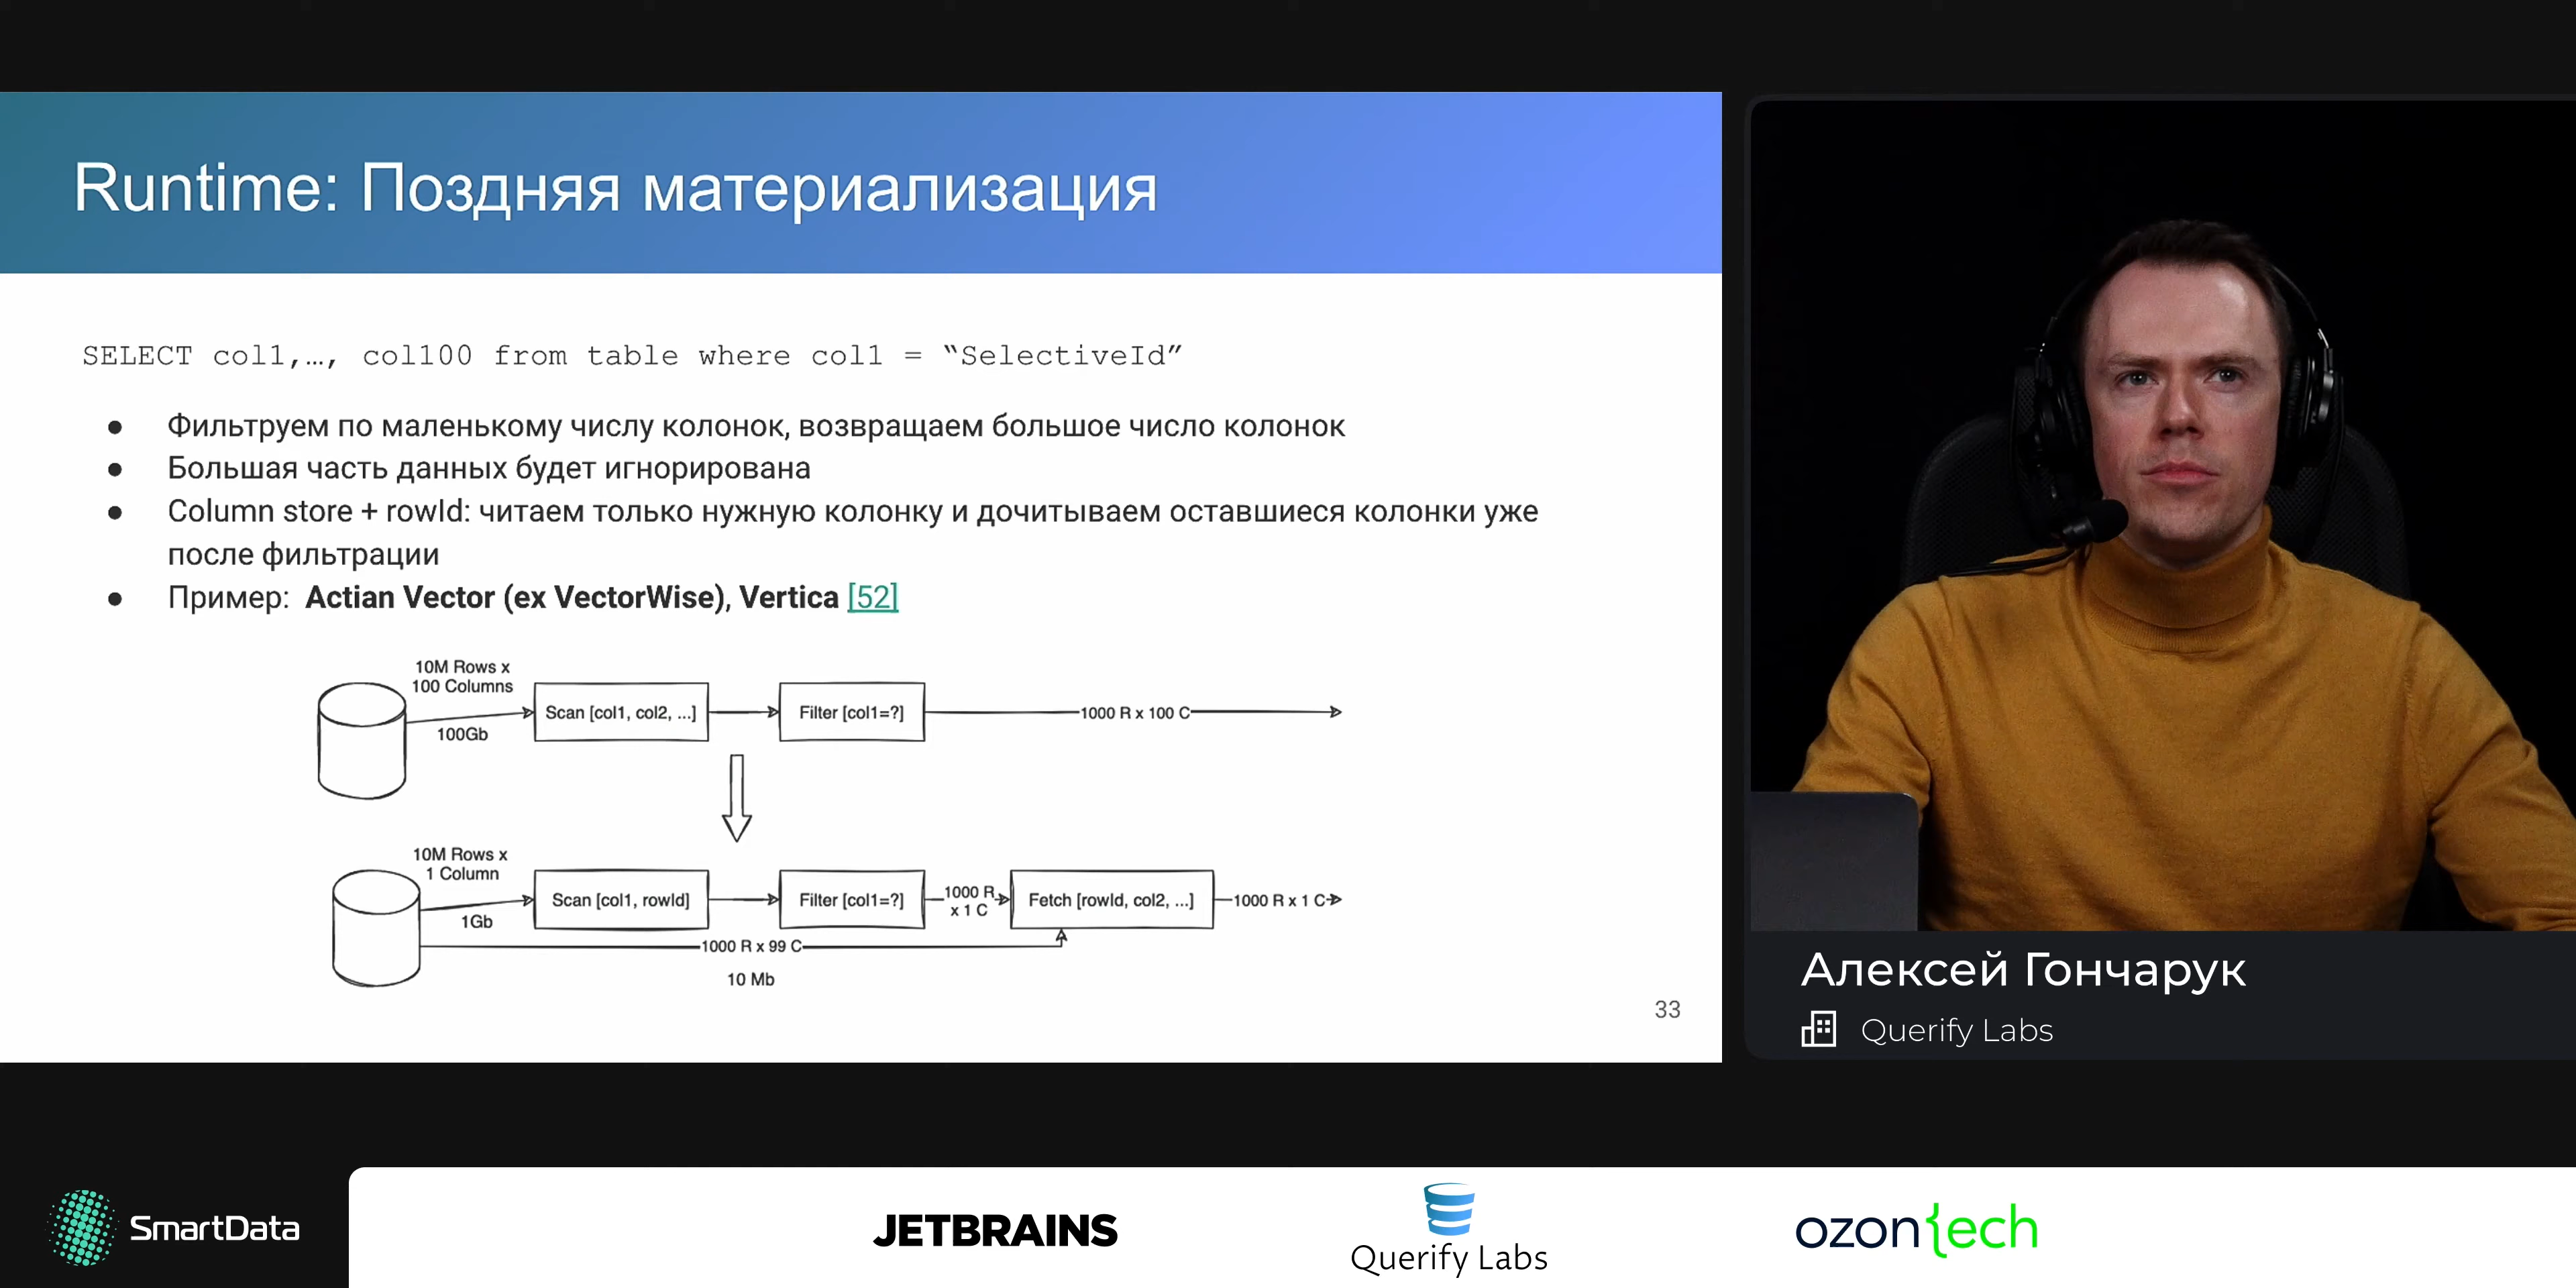 Runtime: Поздняя материализация
SELECT col1,…, col100 from table where col1 = “SelectiveId”
● Фильтруем по маленькому числу колонок, возвращаем большое число колонок
● Большая часть данных будет игнорирована
● Column store + rowId: читаем только нужную колонку и дочитываем оставшиеся колонки уже
после фильтрации
● Пример: Actian Vector (ex VectorWise), Vertica [52]
10M Rows x
100 Columns
100Gb
Scan [col1, col2, ...]
Filter [col1=?]
1000 R x 100 C
10M Rows x
1 Column
1Gb
Scan [col1, rowId]
Filter [col1=?]
1000 R
x 1 C
Fetch [rowId, col2, ...]
1000 R x 1 C
1000 R x 99 C
10 Mb
33
Алексей Гончарук
Querify Labs
SmartData
JETBRAINS
Querify Labs
ozon{ech